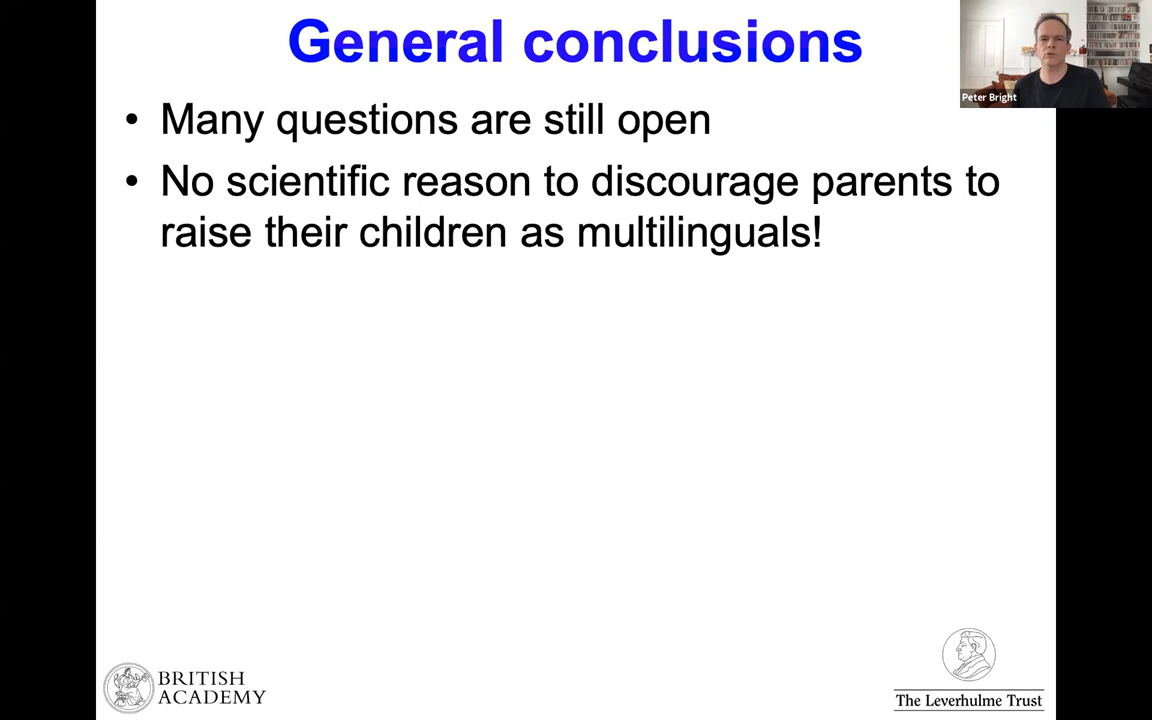 General conclusions
Peter Bright
• Many questions are still open
• No scientific reason to discourage parents to
raise their children as multilinguals!
BRITISH
ACADEMY
The Leverhulme Trust